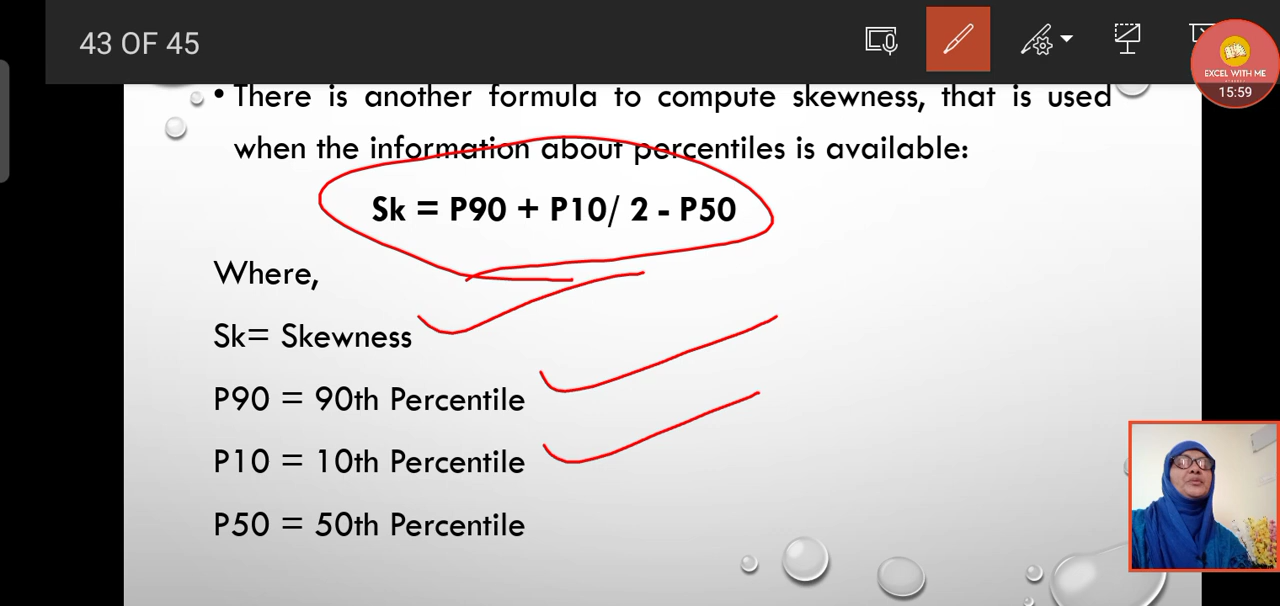 43 OF 45
EXCEL WITH ME
15:59
• There is another formula to compute skewness, that is used
when the information about percentiles is available:
Sk = P90 + P10/ 2 - P50
Where,
Sk= Skewness
P90 = 90th Percentile
P10 = 10th Percentile
P50 = 50th Percentile